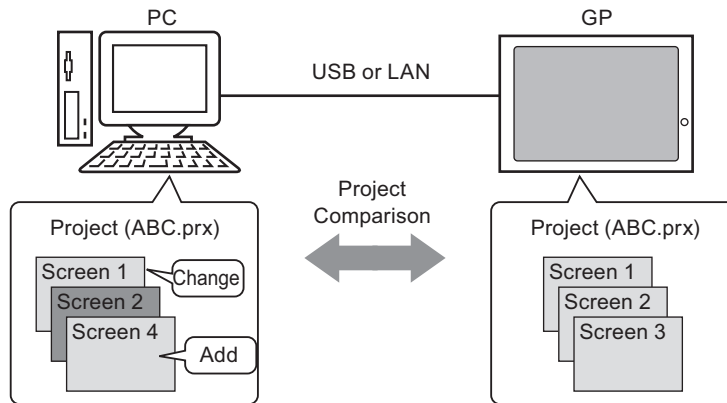 PC
GP
USB or LAN
Project
Comparison
Project (ABC.prx)
Screen 1
Change
Screen 2
Screen 4
Add
Project (ABC.prx)
Screen 1
Screen 2
Screen 3